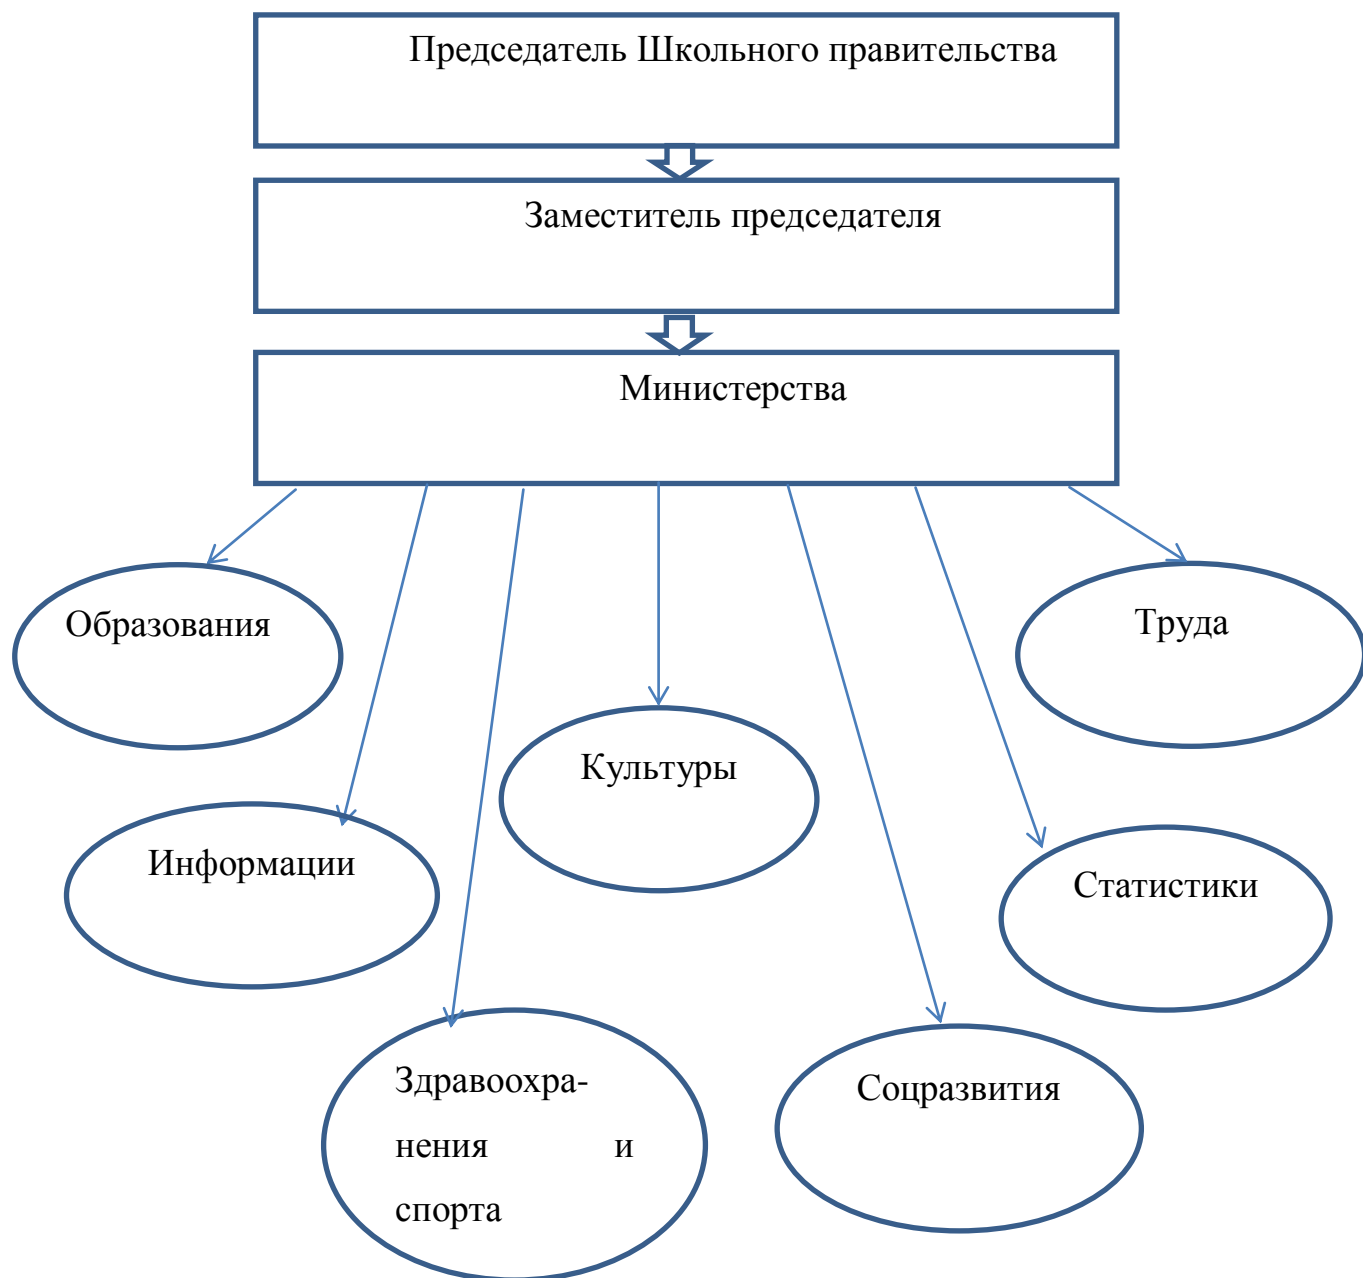 Председатель Школьного правительства
Заместитель председателя
Министерства
Образования
Труда
Культуры
Информации
Статистики
Здравоохра-
нения и
спорта
Соцразвития